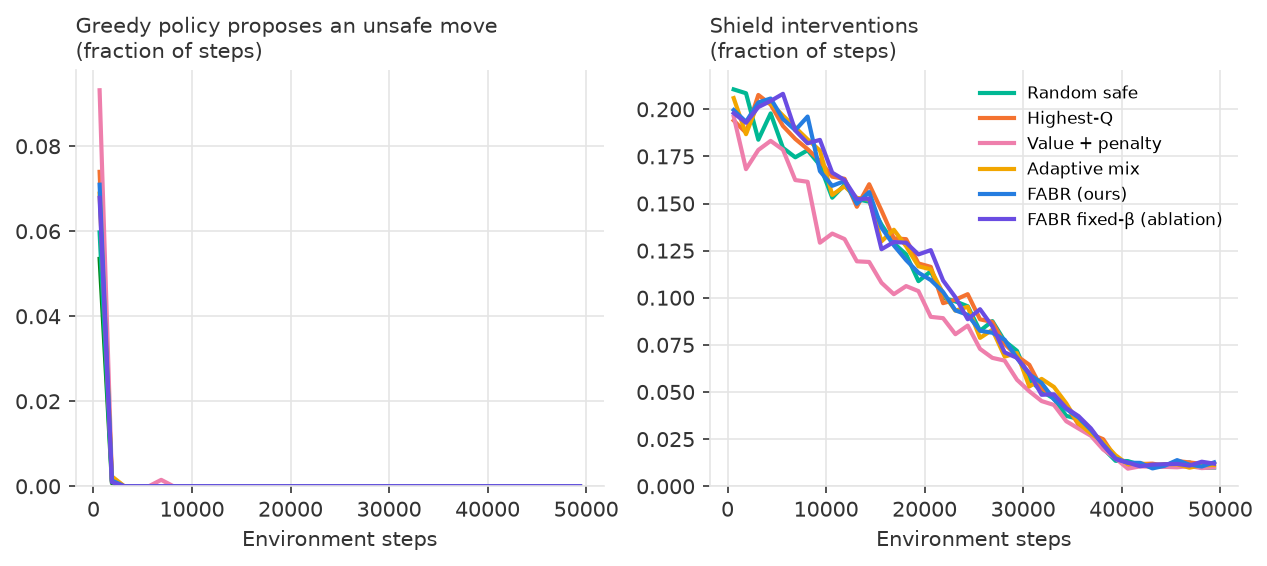 Greedy policy proposes an unsafe move
(fraction of steps)
0.08
0.06
0.04
0.02
0.00
0 10000 20000 30000 40000 50000
Environment steps
Shield interventions
(fraction of steps)
0.200
0.175
0.150
0.125
0.100
0.075
0.050
0.025
0.000
0 10000 20000 30000 40000 50000
Environment steps
Random safe
Highest-Q
Value + penalty
Adaptive mix
FABR (ours)
FABR fixed-β (ablation)